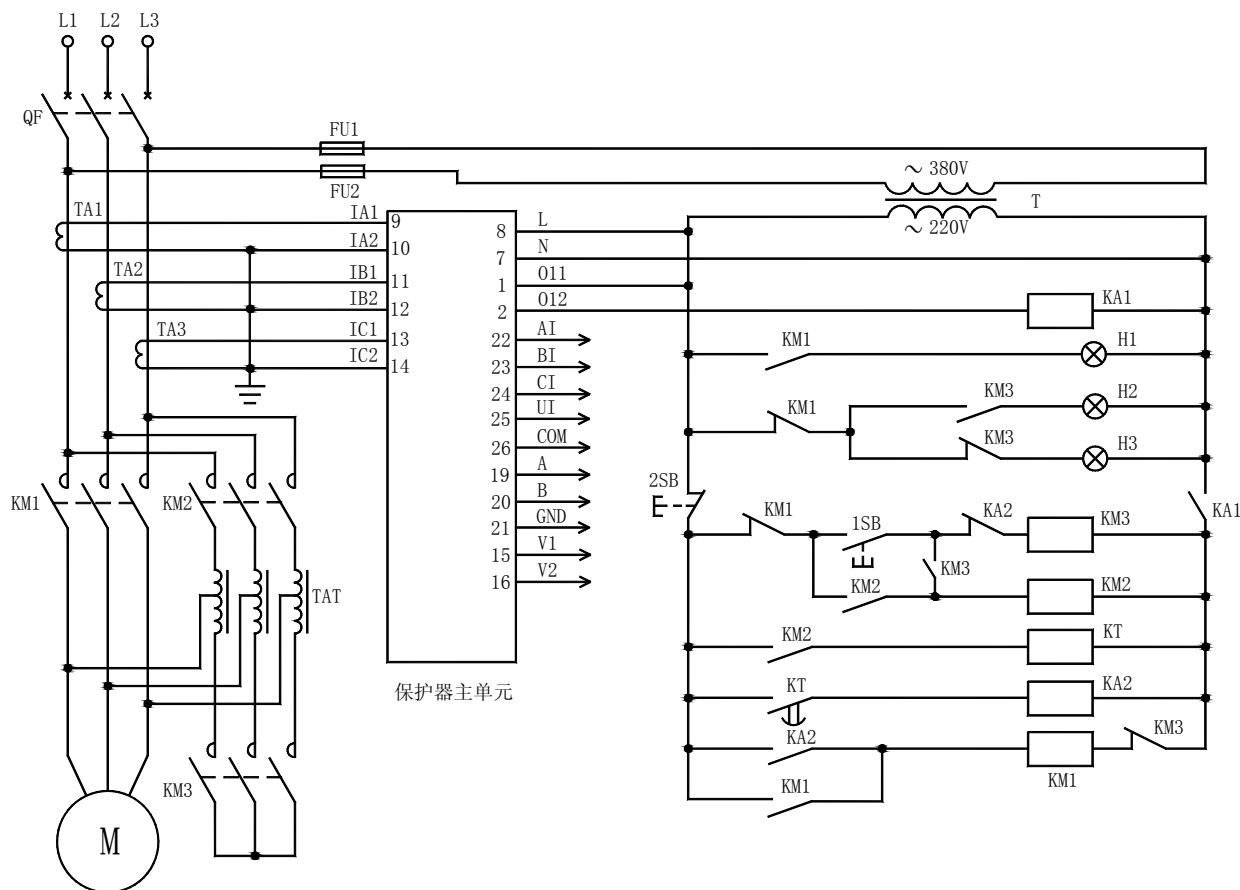 L1 L2 L3
QF
FU1
FU2
～380V
T
～220V
TA1
IA1 9
IA2 10
TA2
IB1 11
IB2 12
TA3
IC1 13
IC2 14
8 L
7 N
1 O11
2 O12
22 AI
23 BI
24 CI
25 UI
26 COM
19 A
20 B
21 GND
15 V1
16 V2
保护器主单元
KA1
KM1 H1
KM1 KM3 H2
KM3 H3
2SB
KA1
KM1 1SB KA2 KM3
KM3
KM2 KM2
KM2 KT
KT KA2
KA2 KM3
KM1
KM1
KM1 KM2
TAT
KM3
M